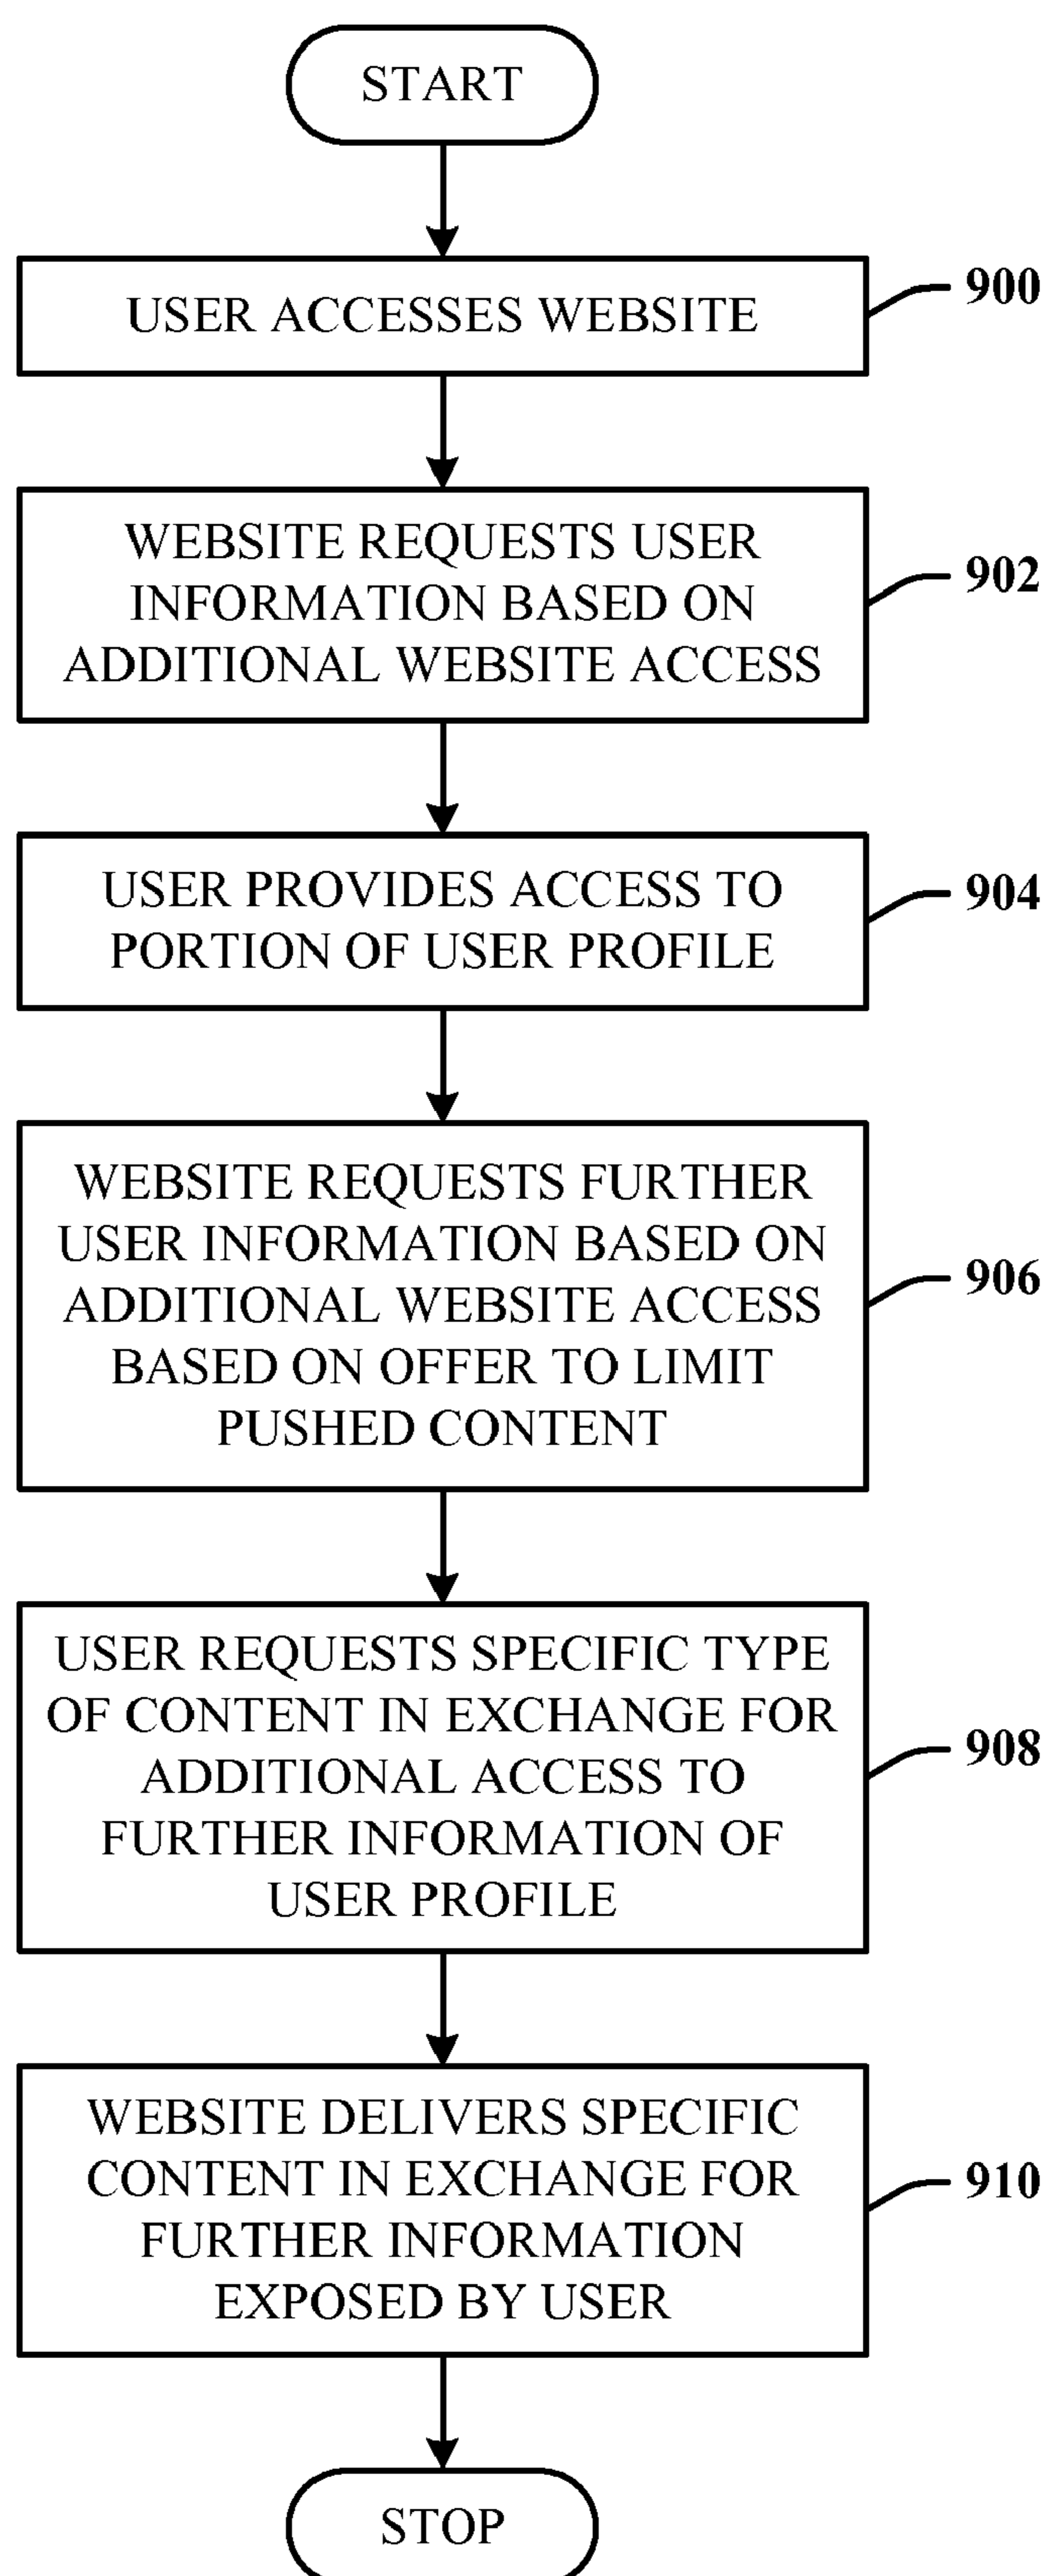 START
USER ACCESSES WEBSITE
900
WEBSITE REQUESTS USER
INFORMATION BASED ON
ADDITIONAL WEBSITE ACCESS
902
USER PROVIDES ACCESS TO
PORTION OF USER PROFILE
904
WEBSITE REQUESTS FURTHER
USER INFORMATION BASED ON
ADDITIONAL WEBSITE ACCESS
BASED ON OFFER TO LIMIT
PUSHED CONTENT
906
USER REQUESTS SPECIFIC TYPE
OF CONTENT IN EXCHANGE FOR
ADDITIONAL ACCESS TO
FURTHER INFORMATION OF
USER PROFILE
908
WEBSITE DELIVERS SPECIFIC
CONTENT IN EXCHANGE FOR
FURTHER INFORMATION
EXPOSED BY USER
910
STOP